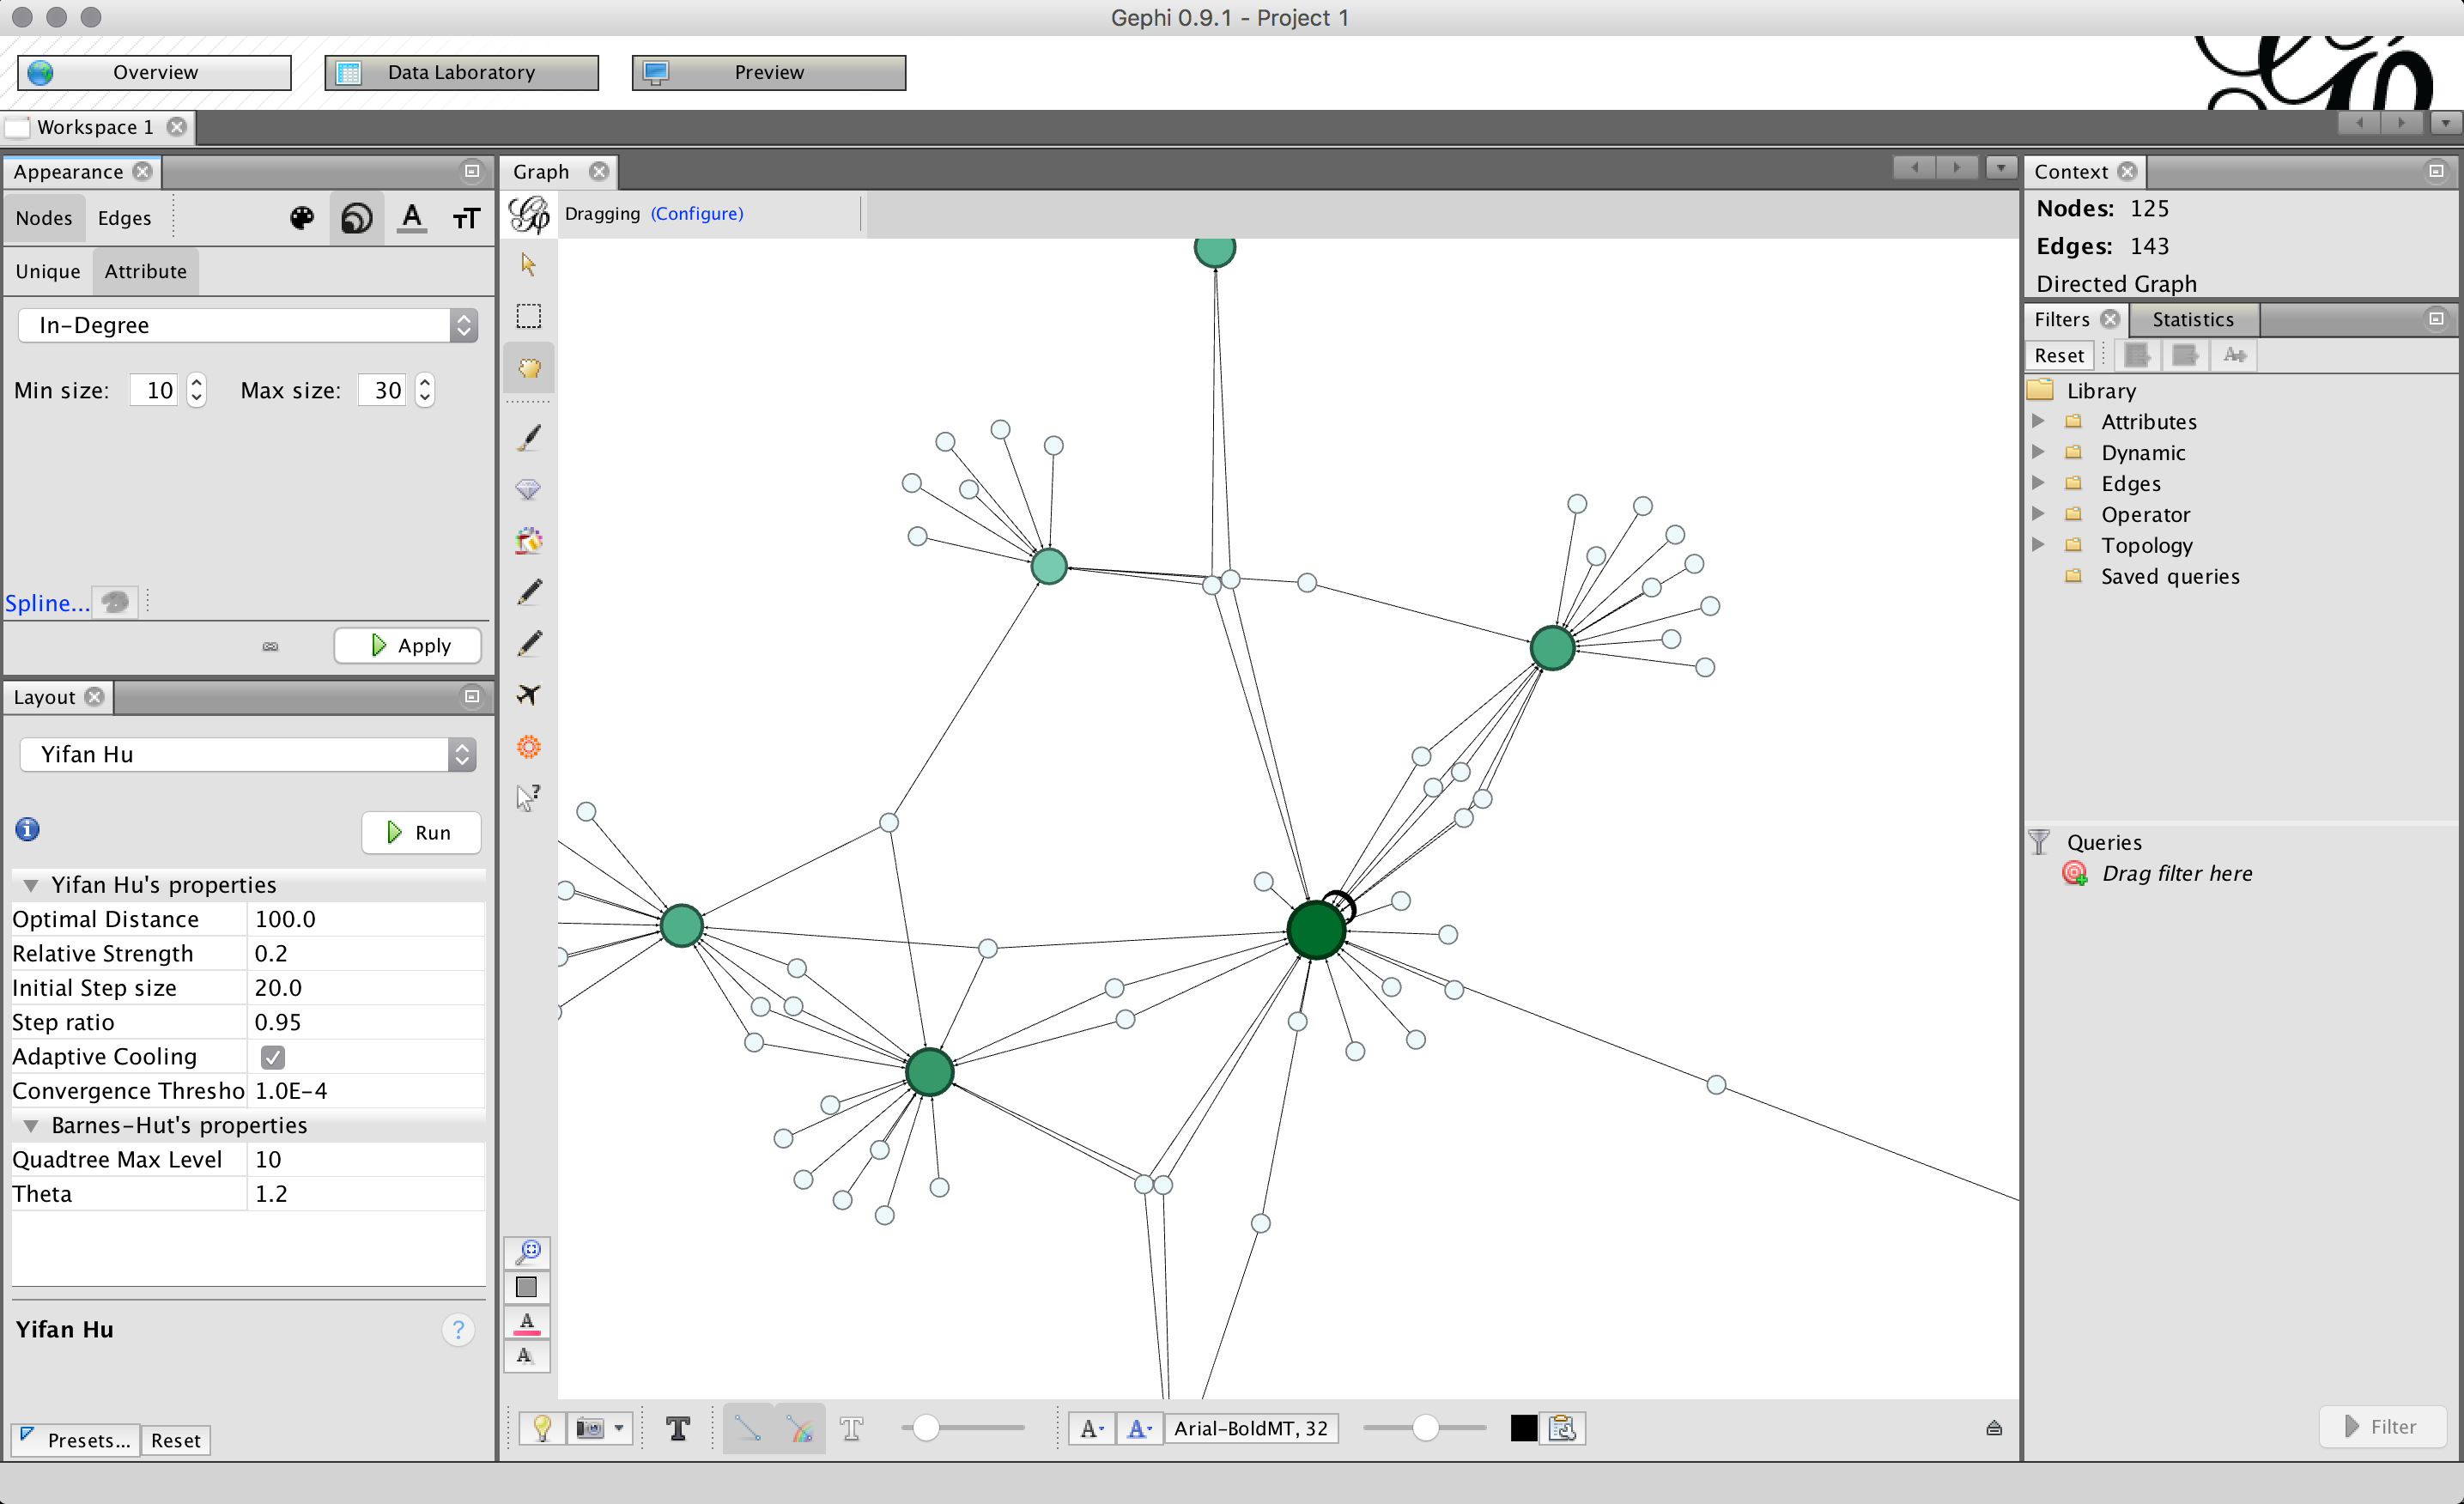 Gephi 0.9.1 - Project 1
Overview
Data Laboratory
Preview
Workspace 1
Appearance
Nodes
Edges
Unique
Attribute
In-Degree
Min size: 10
Max size: 30
Spline...
Apply
Layout
Yifan Hu
Run
Yifan Hu's properties
Optimal Distance 100.0
Relative Strength 0.2
Initial Step size 20.0
Step ratio 0.95
Adaptive Cooling
Convergence Thresho 1.0E-4
Barnes-Hut's properties
Quadtree Max Level 10
Theta 1.2
Yifan Hu
?
Presets...
Reset
Graph
Dragging (Configure)
Arial-BoldMT, 32
Context
Nodes: 125
Edges: 143
Directed Graph
Filters
Statistics
Reset
Library
Attributes
Dynamic
Edges
Operator
Topology
Saved queries
Queries
Drag filter here
Filter